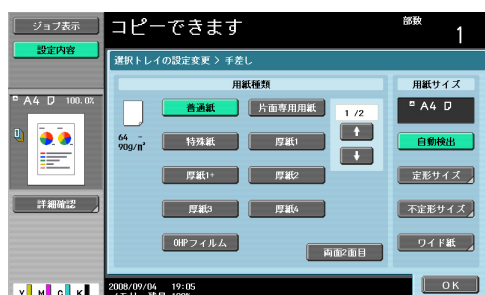 ジョブ表示
設定内容
コピーできます
部数
1
選択トレイの設定変更 > 手差し
用紙種類
用紙サイズ
A4 100.0%
普通紙
片面専用用紙
1 /2
A4
64 -
90g/m²
特殊紙
厚紙1
自動検出
厚紙1+
厚紙2
定形サイズ
詳細確認
厚紙3
厚紙4
不定形サイズ
OHPフィルム
両面2面目
ワイド紙
2008/09/04 19:05
OK
Y M C K